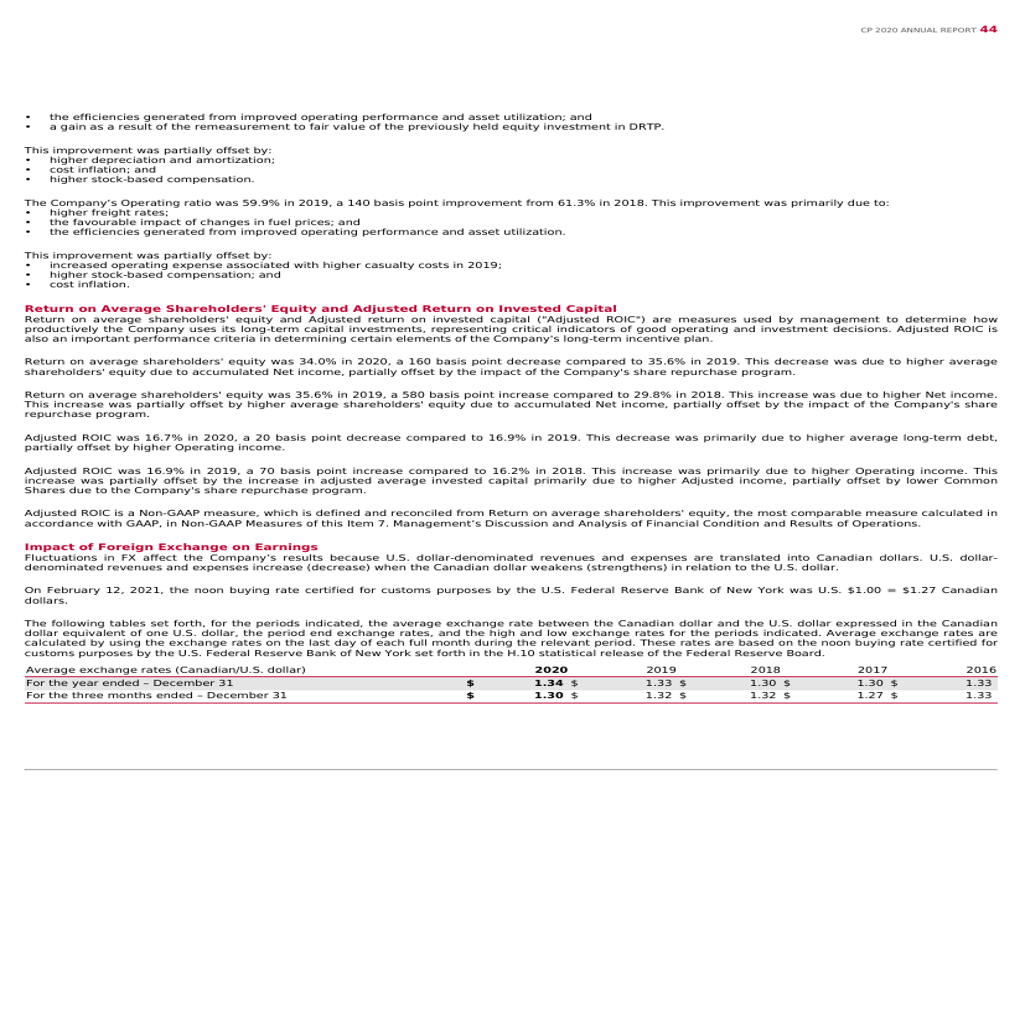 CP 2020 ANNUAL REPORT 44
• the efficiencies generated from improved operating performance and asset utilization; and
• a gain as a result of the remeasurement to fair value of the previously held equity investment in DRTP.
This improvement was partially offset by:
• higher depreciation and amortization;
• cost inflation; and
• higher stock-based compensation.
The Company’s Operating ratio was 59.9% in 2019, a 140 basis point improvement from 61.3% in 2018. This improvement was primarily due to:
• higher freight rates;
• the favourable impact of changes in fuel prices; and
• the efficiencies generated from improved operating performance and asset utilization.
This improvement was partially offset by:
• increased operating expense associated with higher casualty costs in 2019;
• higher stock-based compensation; and
• cost inflation.
Return on Average Shareholders' Equity and Adjusted Return on Invested Capital
Return on average shareholders' equity and Adjusted return on invested capital ("Adjusted ROIC") are measures used by management to determine how
productively the Company uses its long-term capital investments, representing critical indicators of good operating and investment decisions. Adjusted ROIC is
also an important performance criteria in determining certain elements of the Company's long-term incentive plan.
Return on average shareholders' equity was 34.0% in 2020, a 160 basis point decrease compared to 35.6% in 2019. This decrease was due to higher average
shareholders' equity due to accumulated Net income, partially offset by the impact of the Company's share repurchase program.
Return on average shareholders' equity was 35.6% in 2019, a 580 basis point increase compared to 29.8% in 2018. This increase was due to higher Net income.
This increase was partially offset by higher average shareholders' equity due to accumulated Net income, partially offset by the impact of the Company's share
repurchase program.
Adjusted ROIC was 16.7% in 2020, a 20 basis point decrease compared to 16.9% in 2019. This decrease was primarily due to higher average long-term debt,
partially offset by higher Operating income.
Adjusted ROIC was 16.9% in 2019, a 70 basis point increase compared to 16.2% in 2018. This increase was primarily due to higher Operating income. This
increase was partially offset by the increase in adjusted average invested capital primarily due to higher Adjusted income, partially offset by lower Common
Shares due to the Company's share repurchase program.
Adjusted ROIC is a Non-GAAP measure, which is defined and reconciled from Return on average shareholders' equity, the most comparable measure calculated in
accordance with GAAP, in Non-GAAP Measures of this Item 7. Management’s Discussion and Analysis of Financial Condition and Results of Operations.
Impact of Foreign Exchange on Earnings
Fluctuations in FX affect the Company’s results because U.S. dollar-denominated revenues and expenses are translated into Canadian dollars. U.S. dollar-
denominated revenues and expenses increase (decrease) when the Canadian dollar weakens (strengthens) in relation to the U.S. dollar.
On February 12, 2021, the noon buying rate certified for customs purposes by the U.S. Federal Reserve Bank of New York was U.S. $1.00 = $1.27 Canadian
dollars.
The following tables set forth, for the periods indicated, the average exchange rate between the Canadian dollar and the U.S. dollar expressed in the Canadian
dollar equivalent of one U.S. dollar, the period end exchange rates, and the high and low exchange rates for the periods indicated. Average exchange rates are
calculated by using the exchange rates on the last day of each full month during the relevant period. These rates are based on the noon buying rate certified for
customs purposes by the U.S. Federal Reserve Bank of New York set forth in the H.10 statistical release of the Federal Reserve Board.
Average exchange rates (Canadian/U.S. dollar) 2020 2019 2018 2017 2016
For the year ended – December 31 $ 1.34 $ 1.33 $ 1.30 $ 1.30 $ 1.33
For the three months ended – December 31 $ 1.30 $ 1.32 $ 1.32 $ 1.27 $ 1.33